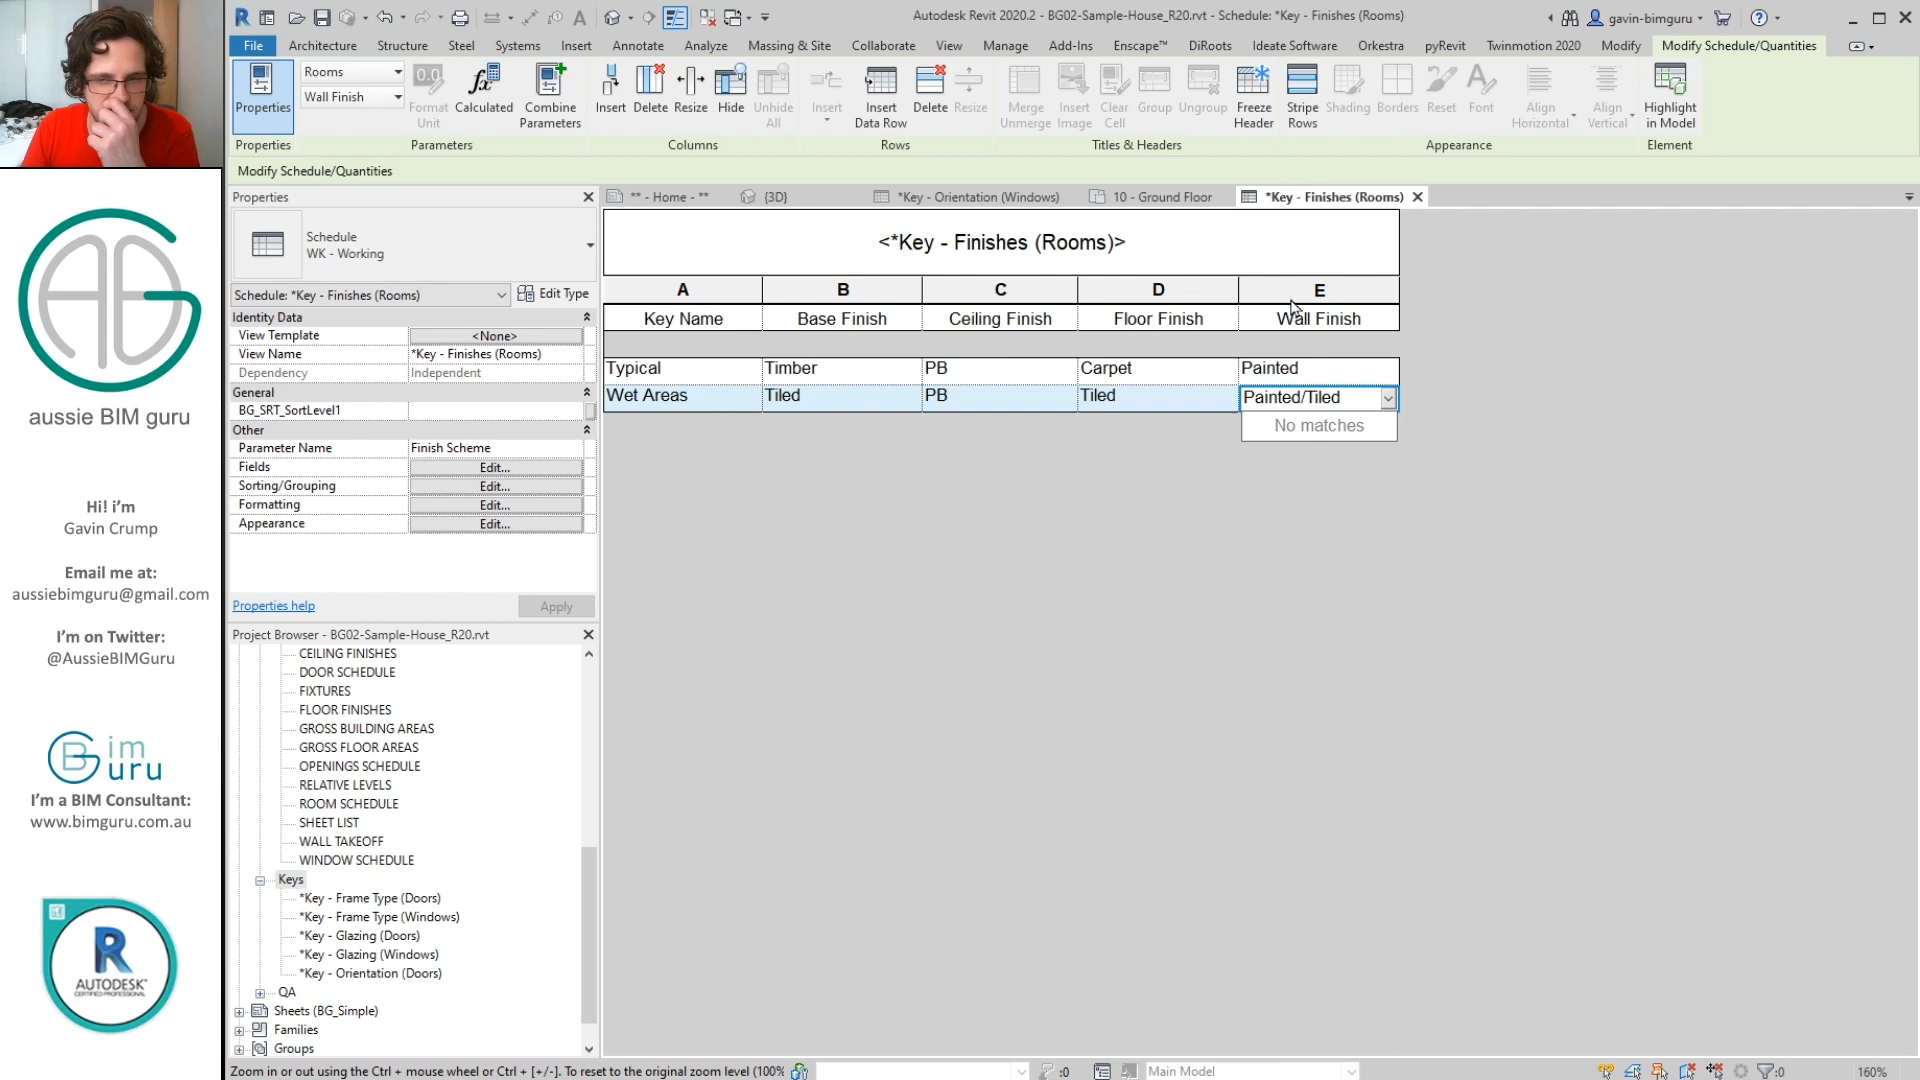 Autodesk Revit 2020.2 - BG02-Sample-House_R20.rvt - Schedule: *Key - Finishes (Rooms)
gavin-bimguru
File Architecture Structure Steel Systems Insert Annotate Analyze Massing & Site Collaborate View Manage Add-Ins Enscape™ DiRoots Ideate Software Orkestra pyRevit Twinmotion 2020 Modify Modify Schedule/Quantities
Properties
Rooms
Wall Finish
Format Unit
Calculated
Combine Parameters
Insert Delete Resize Hide Unhide All
Insert
Insert Data Row
Delete Resize
Merge Unmerge
Insert Image
Clear Cell
Group Ungroup
Freeze Header
Stripe Rows
Shading Borders Reset Font
Align Horizontal
Align Vertical
Highlight in Model
Properties Parameters Columns Rows Titles & Headers Appearance Element
Modify Schedule/Quantities
Properties
** - Home - **
{3D}
*Key - Orientation (Windows)
10 - Ground Floor
*Key - Finishes (Rooms)
Schedule
WK - Working
Schedule: *Key - Finishes (Rooms)
Edit Type
Identity Data
View Template <None>
View Name *Key - Finishes (Rooms)
Dependency Independent
General
BG_SRT_SortLevel1
Other
Parameter Name Finish Scheme
Fields Edit...
Sorting/Grouping Edit...
Formatting Edit...
Appearance Edit...
Properties help
Apply
<*Key - Finishes (Rooms)>
A B C D E
Key Name Base Finish Ceiling Finish Floor Finish Wall Finish
Typical Timber PB Carpet Painted
Wet Areas Tiled PB Tiled Painted/Tiled
No matches
Project Browser - BG02-Sample-House_R20.rvt
CEILING FINISHES
DOOR SCHEDULE
FIXTURES
FLOOR FINISHES
GROSS BUILDING AREAS
GROSS FLOOR AREAS
OPENINGS SCHEDULE
RELATIVE LEVELS
ROOM SCHEDULE
SHEET LIST
WALL TAKEOFF
WINDOW SCHEDULE
Keys
*Key - Frame Type (Doors)
*Key - Frame Type (Windows)
*Key - Glazing (Doors)
*Key - Glazing (Windows)
*Key - Orientation (Doors)
QA
Sheets (BG_Simple)
Families
Groups
Zoom in or out using the Ctrl + mouse wheel or Ctrl + [+/-]. To reset to the original zoom level (100%
:0
Main Model
:0
160%
aussie BIM guru
Hi! i'm
Gavin Crump
Email me at:
aussiebimguru@gmail.com
I'm on Twitter:
@AussieBIMGuru
Bim
Guru
I'm a BIM Consultant:
www.bimguru.com.au
R
AUTODESK
CERTIFIED PROFESSIONAL